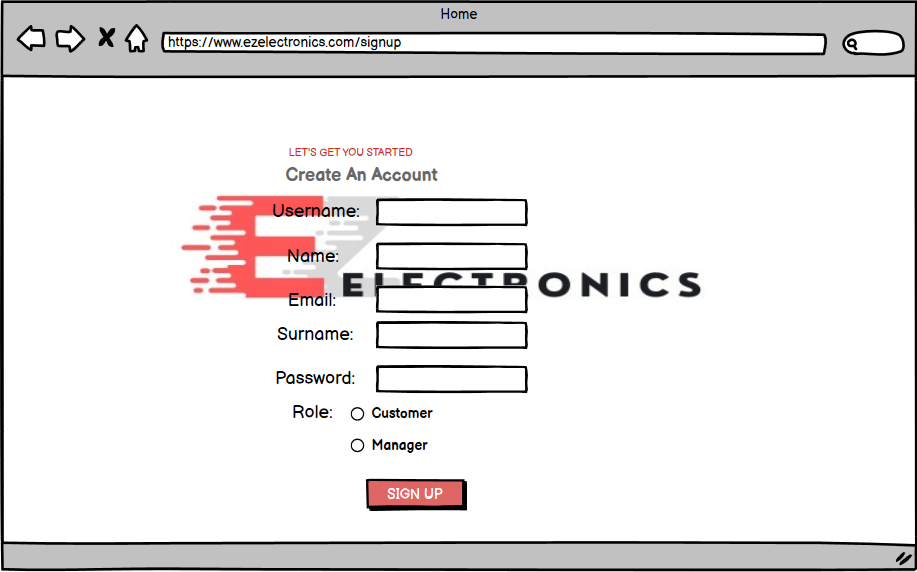 Home
https://www.ezelectronics.com/signup
LET'S GET YOU STARTED
Create An Account
Username:
Name:
EZ ELECTRONICS
Email:
Surname:
Password:
Role:
Customer
Manager
SIGN UP